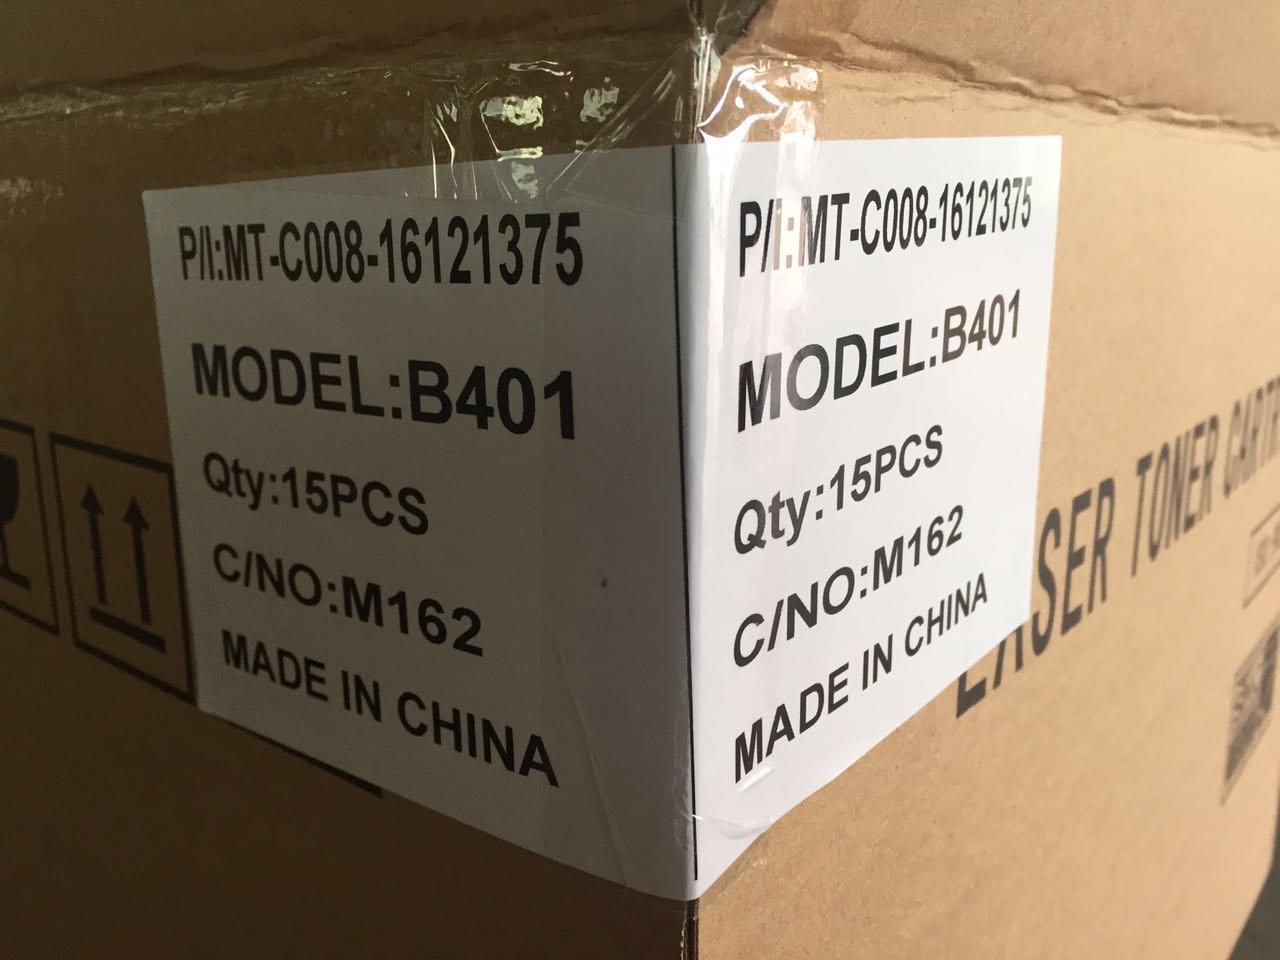 P/I:MT-C008-16121375
MODEL:B401
Qty:15PCS
C/NO:M162
MADE IN CHINA
P/I:MT-C008-16121375
MODEL:B401
Qty:15PCS
C/NO:M162
MADE IN CHINA
LASER TONER